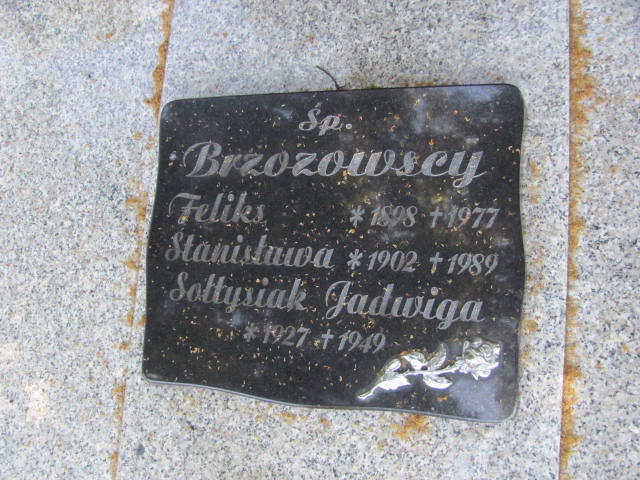 Śp.
Brzozowscy
Feliks * 1898 + 1977
Stanisława * 1902 + 1989
Sołtysiak Jadwiga
* 1927 + 1949